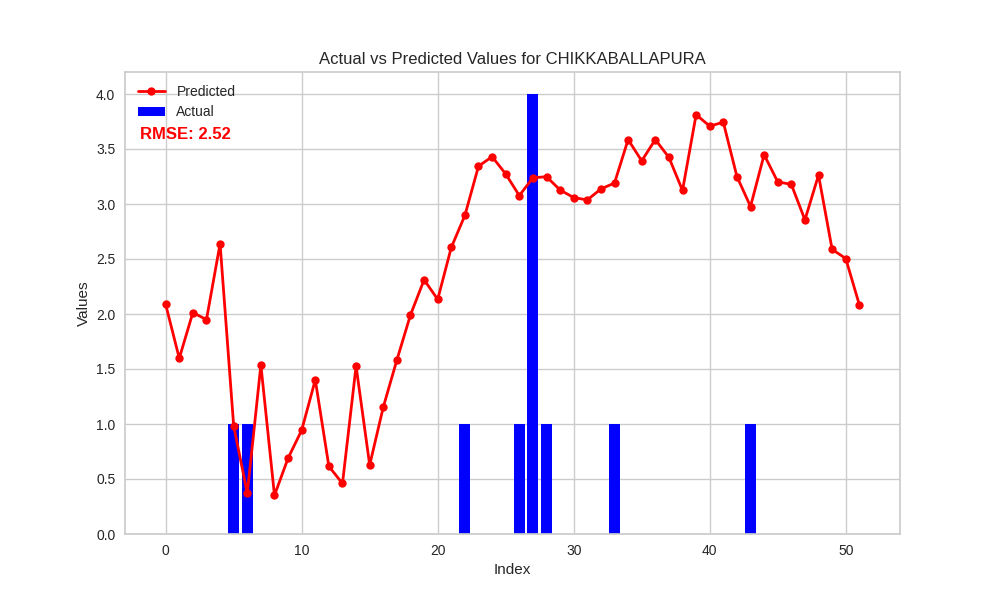 Actual vs Predicted Values for CHIKKABALLAPURA
Predicted
Actual
RMSE: 2.52
Values
4.0
3.5
3.0
2.5
2.0
1.5
1.0
0.5
0.0
0 10 20 30 40 50
Index